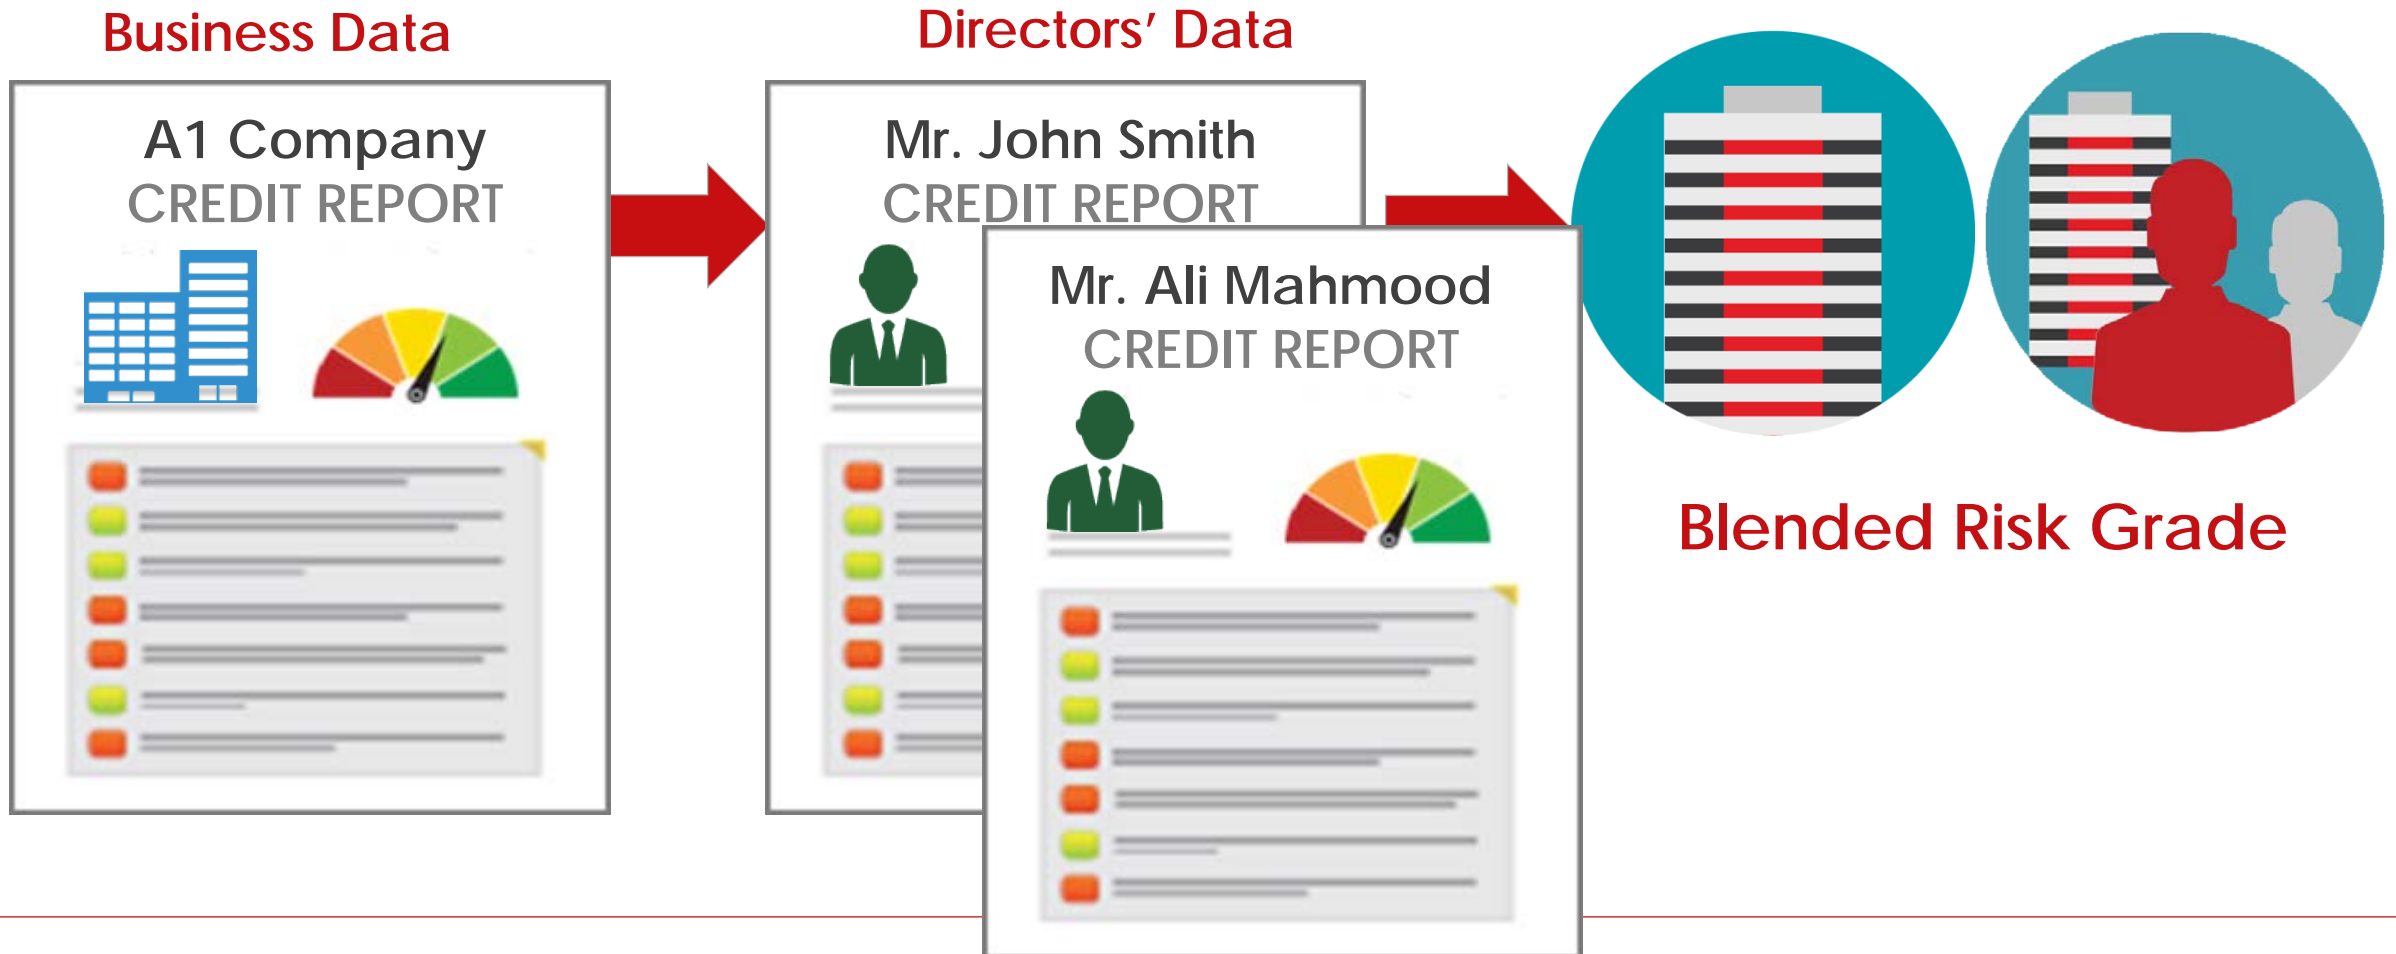 Business Data
A1 Company
CREDIT REPORT
Directors' Data
Mr. John Smith
CREDIT REPORT
Mr. Ali Mahmood
CREDIT REPORT
Blended Risk Grade